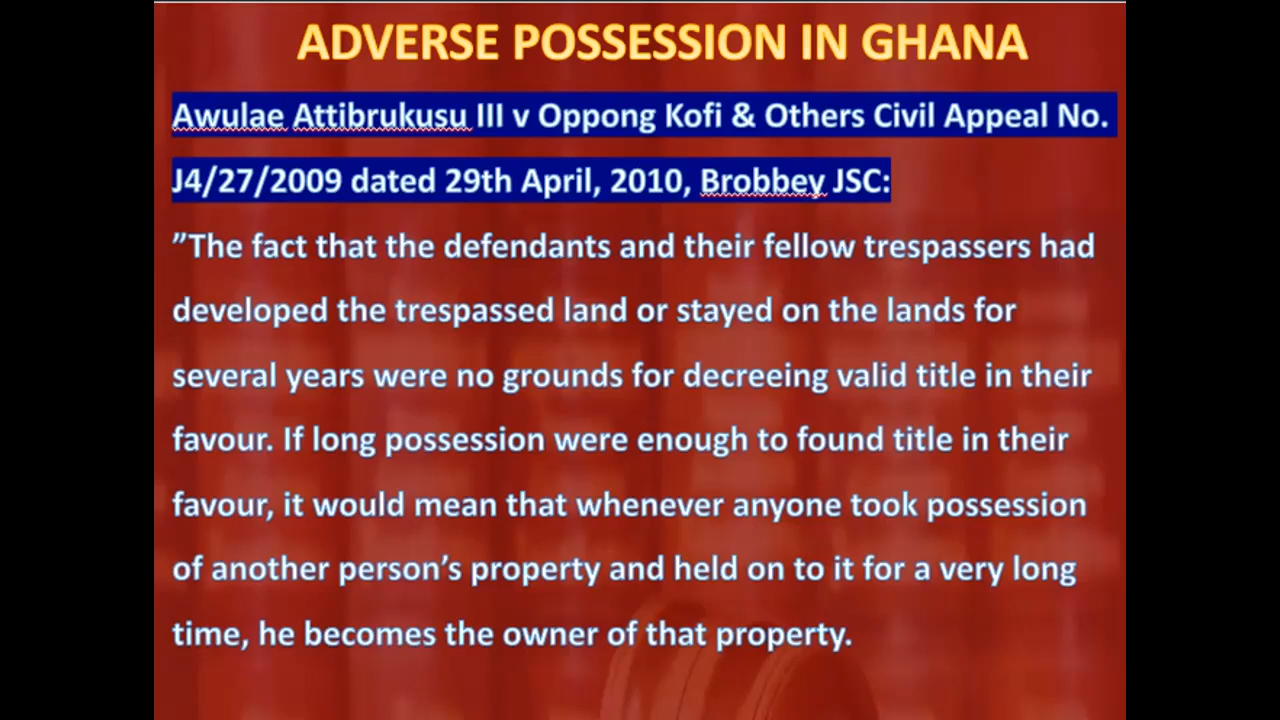 ADVERSE POSSESSION IN GHANA
Awulae Attibrukusu III v Oppong Kofi & Others Civil Appeal No.
J4/27/2009 dated 29th April, 2010, Brobbey JSC:
”The fact that the defendants and their fellow trespassers had
developed the trespassed land or stayed on the lands for
several years were no grounds for decreeing valid title in their
favour. If long possession were enough to found title in their
favour, it would mean that whenever anyone took possession
of another person’s property and held on to it for a very long
time, he becomes the owner of that property.